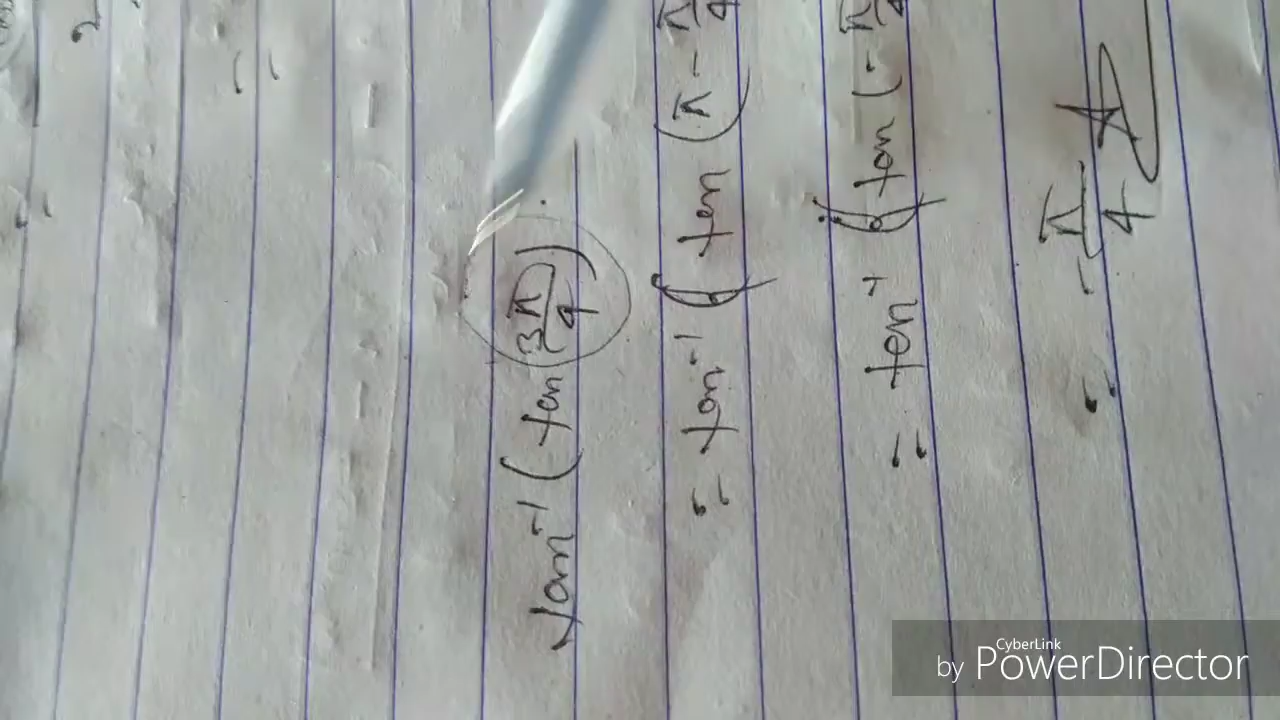 tan⁻¹ ( tan ( 3π/4 ) )
= tan⁻¹ ( tan ( π - π/4
= tan⁻¹ ( tan ( - π/4
= - π/4
CyberLink
by PowerDirector